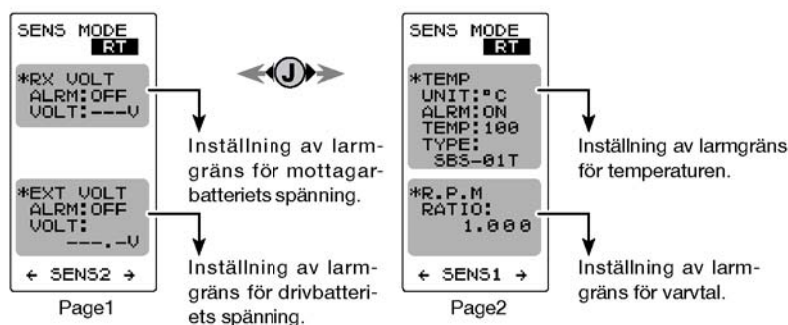 SENS MODE
RT
*RX VOLT
ALRM:OFF
VOLT:---V
*EXT VOLT
ALRM:OFF
VOLT:
---.-V
← SENS2 →
Page1
J
Inställning av larm-
gräns för mottagar-
batteriets spänning.
Inställning av larm-
gräns för drivbatteri-
ets spänning.
SENS MODE
RT
*TEMP
UNIT:°C
ALRM:ON
TEMP:100
TYPE:
SBS-01T
*R.P.M
RATIO:
1.000
← SENS1 →
Page2
Inställning av larmgräns
för temperaturen.
Inställning av larm-
gräns för varvtal.